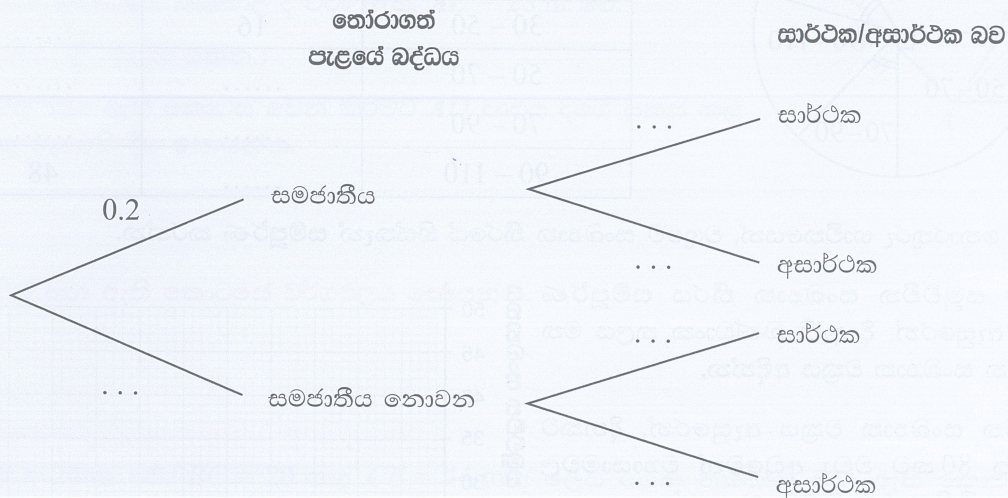 තෝරාගත්
පැළයේ බද්ධය
සාර්ථක/අසාර්ථක බව
. . . සාර්ථක
0.2 සමජාතීය
. . . අසාර්ථක
. . . සාර්ථක
. . . සමජාතීය නොවන
. . . අසාර්ථක